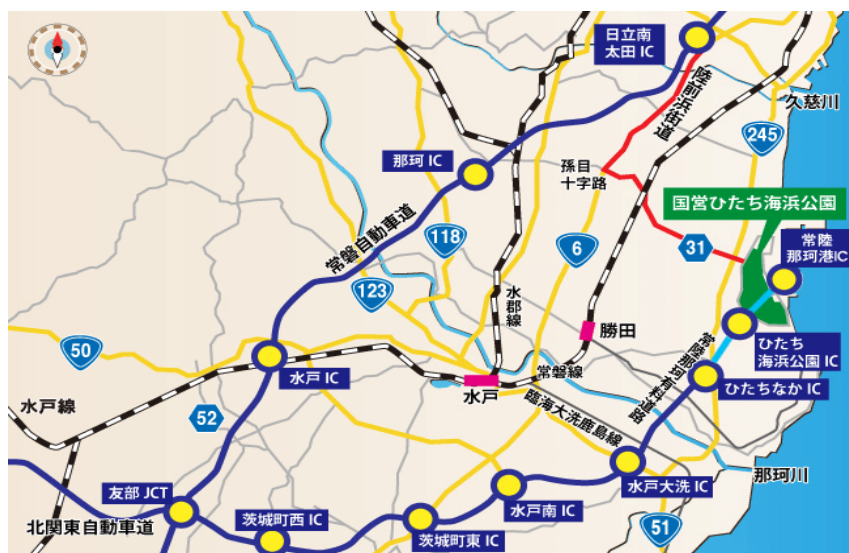 日立南
太田 IC
陸前浜街道
久慈川
245
那珂 IC
孫目
十字路
国営ひたち海浜公園
常陸
那珂港IC
31
6
118
常磐自動車道
123
水郡線
勝田
ひたち
海浜公園 IC
50
水戸 IC
常磐線
水戸
常陸那珂有料道路
ひたちなか IC
水戸線
52
臨海大洗鹿島線
那珂川
水戸大洗 IC
友部 JCT
水戸南 IC
北関東自動車道
茨城町西 IC
茨城町東 IC
51